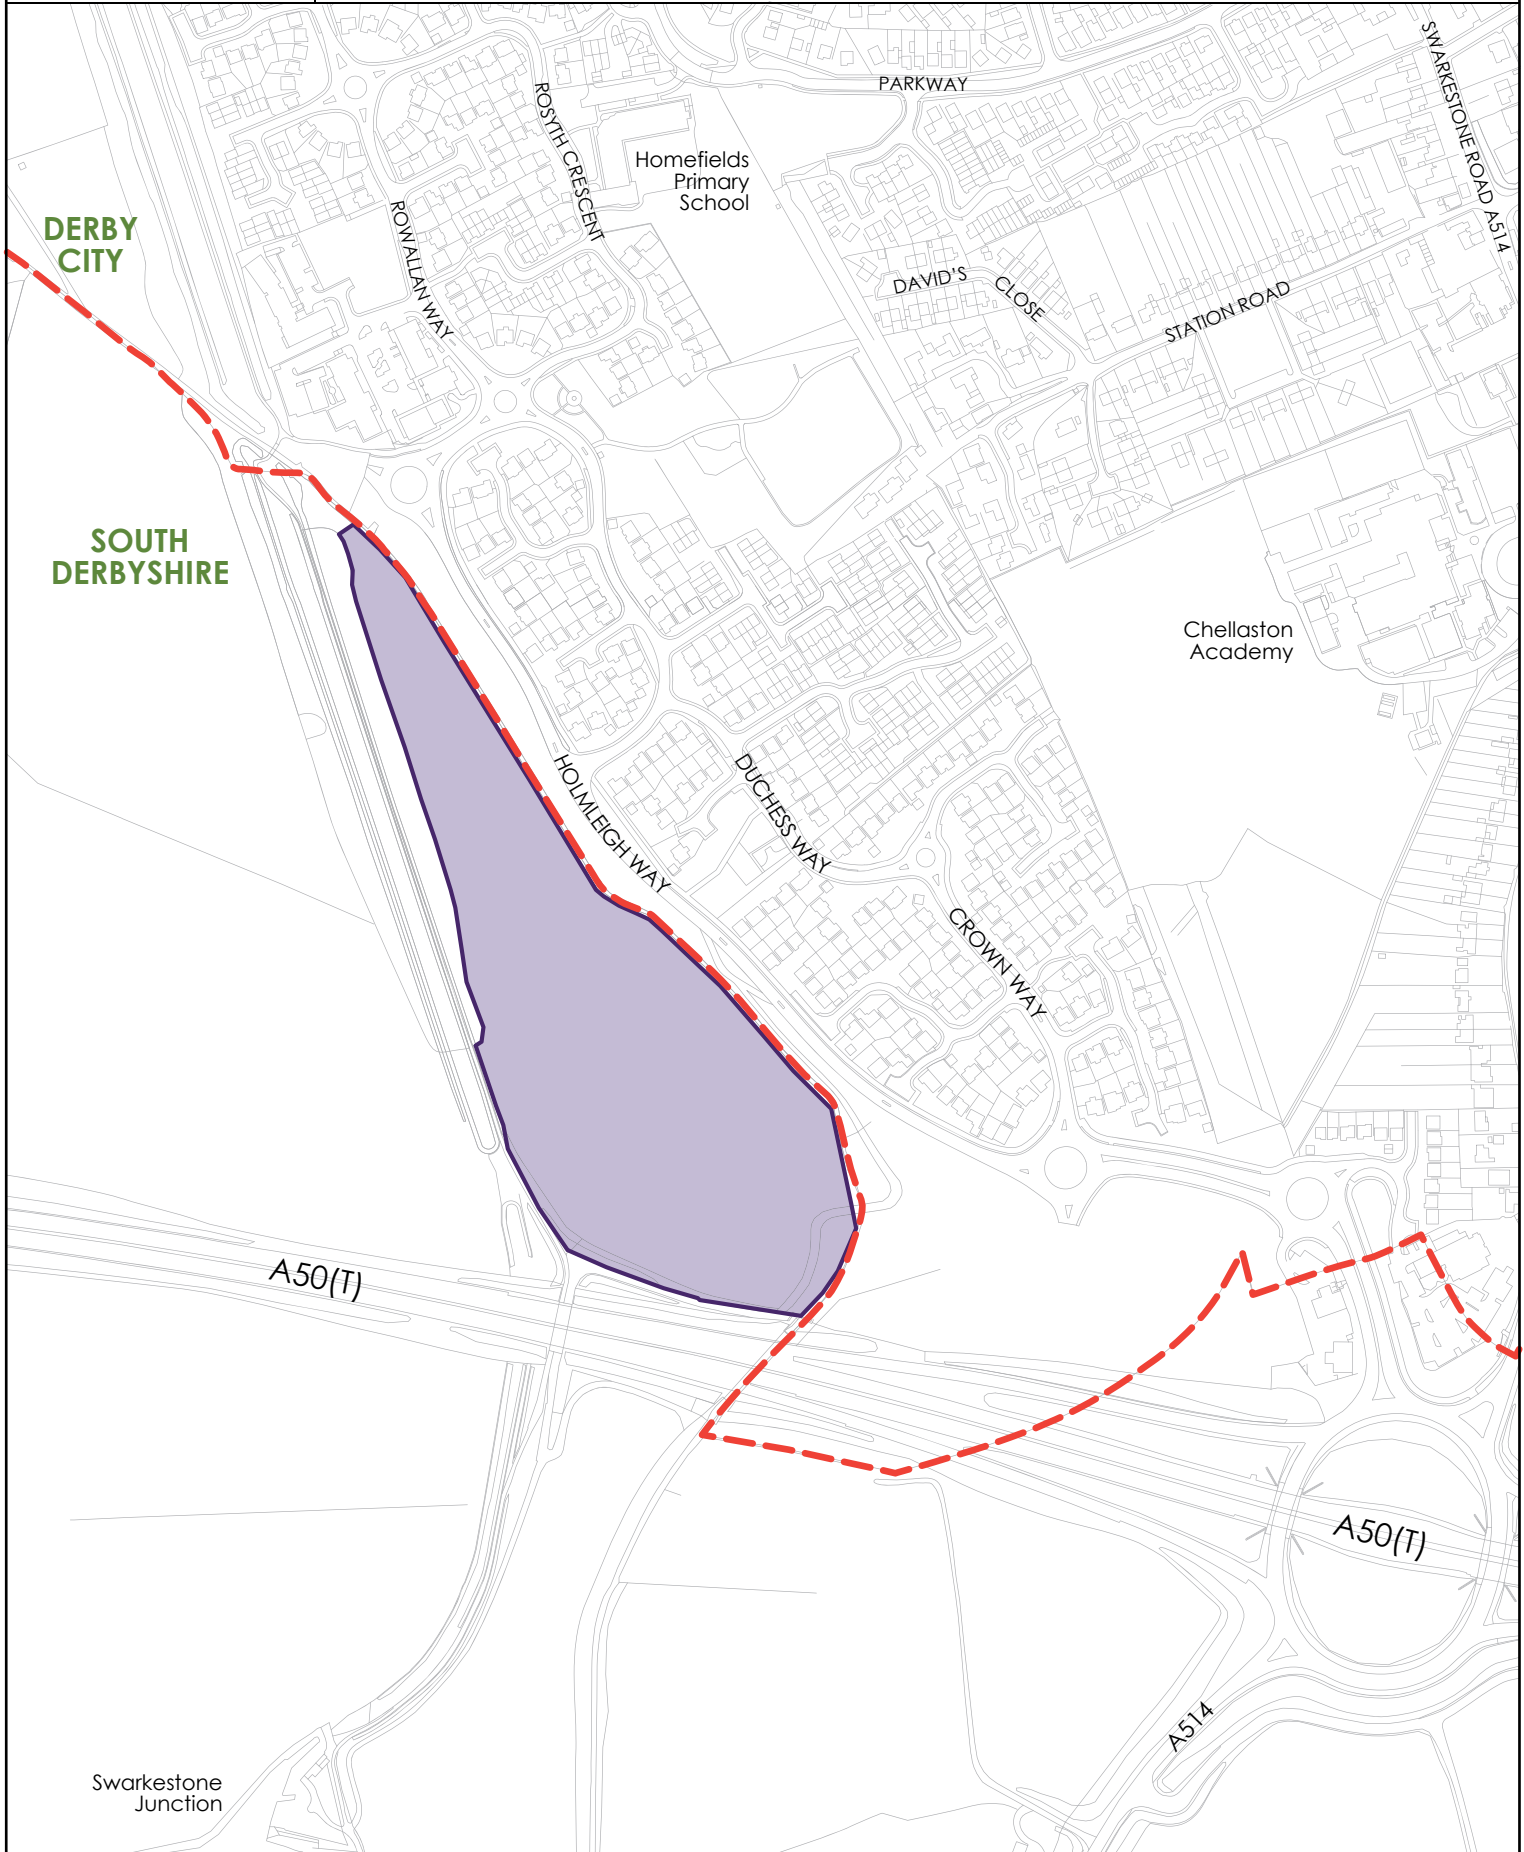 PARKWAY
SWARKESTONE ROAD A514
ROSYTH CRESCENT
Homefields
Primary
School
ROWALLAN WAY
DERBY
CITY
DAVID'S
CLOSE
STATION ROAD
SOUTH
DERBYSHIRE
Chellaston
Academy
HOLMLEIGH WAY
DUCHESS WAY
CROWN WAY
A50(T)
A50(T)
A514
Swarkestone
Junction